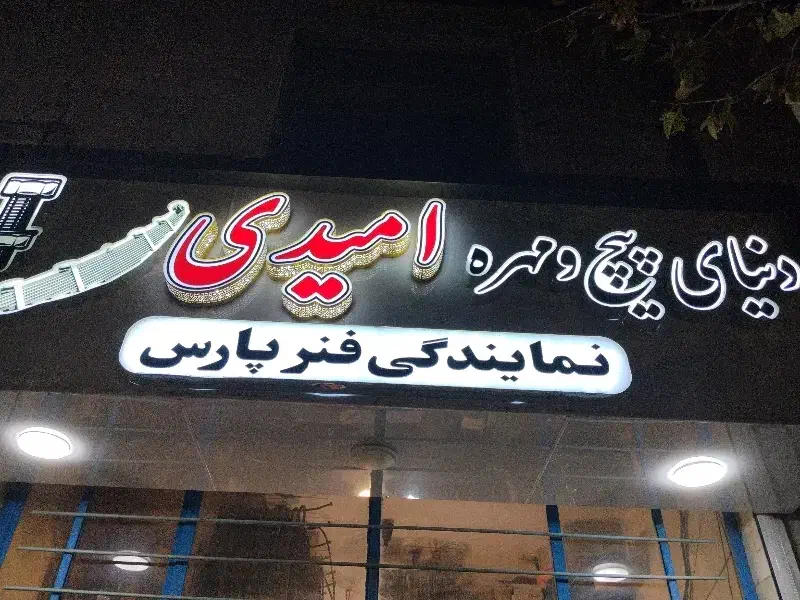 دنیای پیچ و مهره امیدی
نمایندگی فنر پارس